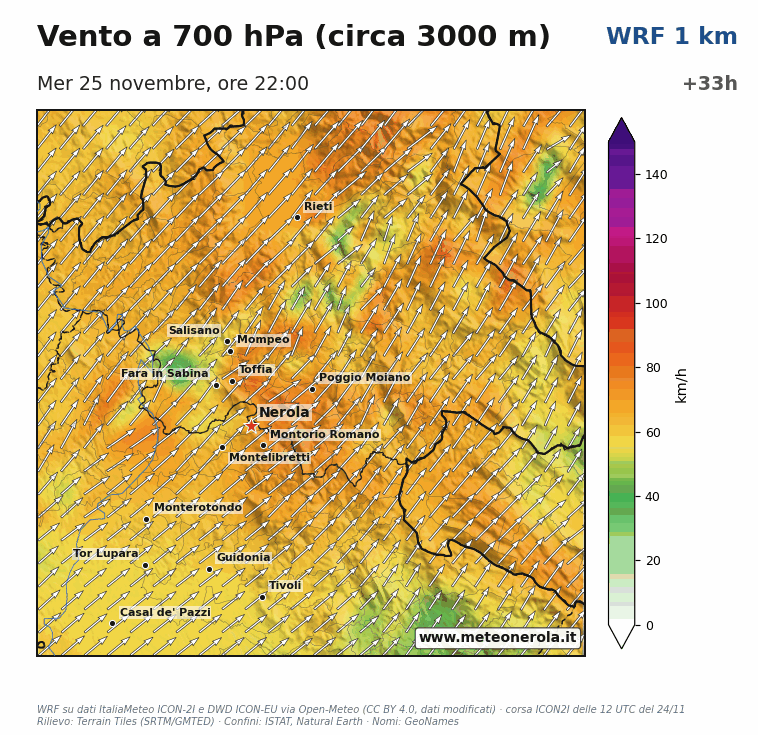 Vento a 700 hPa (circa 3000 m)
WRF 1 km
Mer 25 novembre, ore 22:00
+33h
Rieti
Salisano
Mompeo
Fara in Sabina
Toffia
Poggio Moiano
Nerola
Montorio Romano
Montelibretti
Monterotondo
Tor Lupara
Guidonia
Tivoli
Casal de' Pazzi
www.meteonerola.it
140
120
100
80
60
40
20
0
km/h
WRF su dati ItaliaMeteo ICON-2I e DWD ICON-EU via Open-Meteo (CC BY 4.0, dati modificati) · corsa ICON2I delle 12 UTC del 24/11
Rilievo: Terrain Tiles (SRTM/GMTED) · Confini: ISTAT, Natural Earth · Nomi: GeoNames